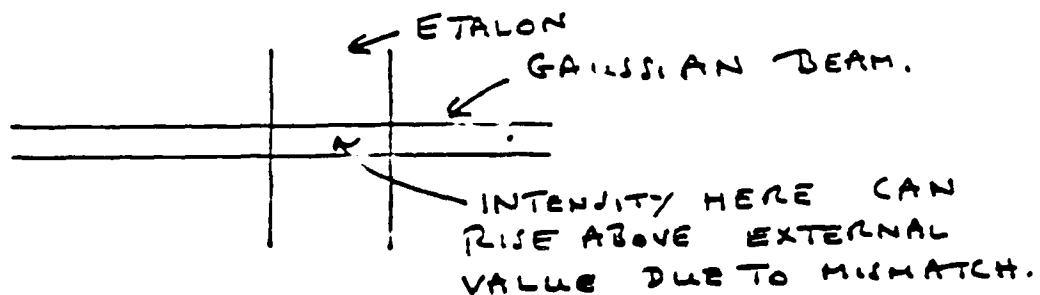 ETALON
GAUSSIAN BEAM.
INTENSITY HERE CAN
RISE ABOVE EXTERNAL
VALUE DUE TO MISMATCH.